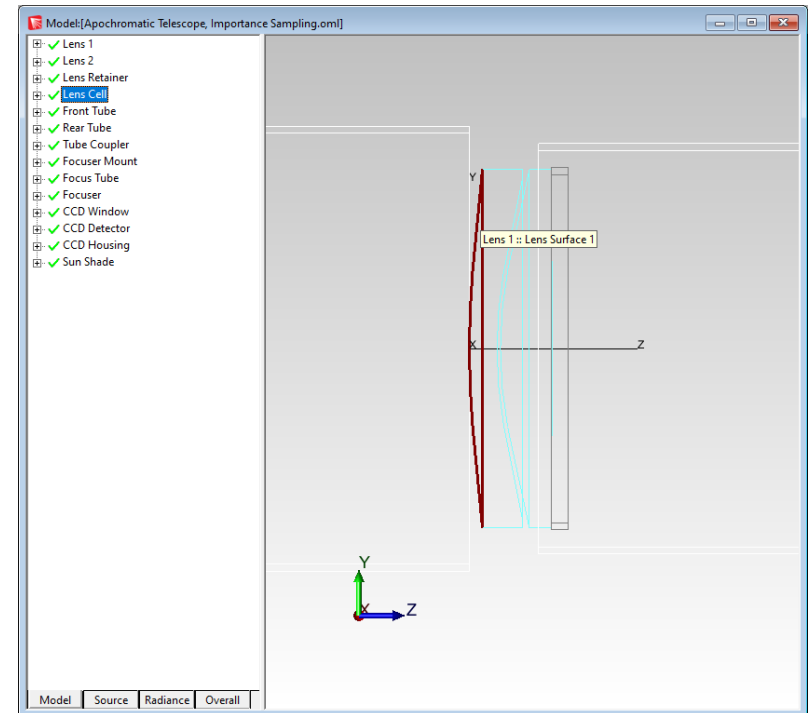 Model:[Apochromatic Telescope, Importance Sampling.oml]
Lens 1
Lens 2
Lens Retainer
Lens Cell
Front Tube
Rear Tube
Tube Coupler
Focuser Mount
Focus Tube
Focuser
CCD Window
CCD Detector
CCD Housing
Sun Shade
Y
Lens 1 :: Lens Surface 1
X Z
Y
X Z
Model Source Radiance Overall